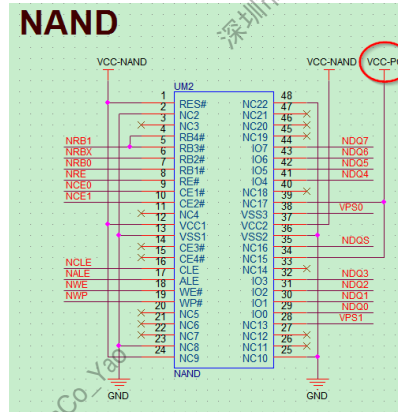 NAND
深圳
VCC-NAND
VCC-NAND
VCC-P
UM2
1 RES# NC22 48
2 NC2 NC21 47
3 NC3 NC20 46
4 RB4# NC19 45
NRB1 5 RB3# IO7 44 NDQ7
NRBX 6 RB2# IO6 43 NDQ6
NRB0 7 RB1# IO5 42 NDQ5
NRE 8 RE# IO4 41 NDQ4
NCE0 9 CE1# NC18 40
NCE1 10 CE2# NC17 39
11 NC4 VSS3 38 VPS0
12 VCC1 VCC2 37
13 VSS1 VSS2 36
14 CE3# NC16 35 NDQS
15 CE4# NC15 34
NCLE 16 CLE NC14 33
NALE 17 ALE IO3 32 NDQ3
NWE 18 WE# IO2 31 NDQ2
NWP 19 WP# IO1 30 NDQ1
20 NC5 IO0 29 NDQ0
21 NC6 NC13 28 VPS1
22 NC7 NC12 27
23 NC8 NC11 26
24 NC9 NC10 25
NAND
GND
GND
Co_Yao